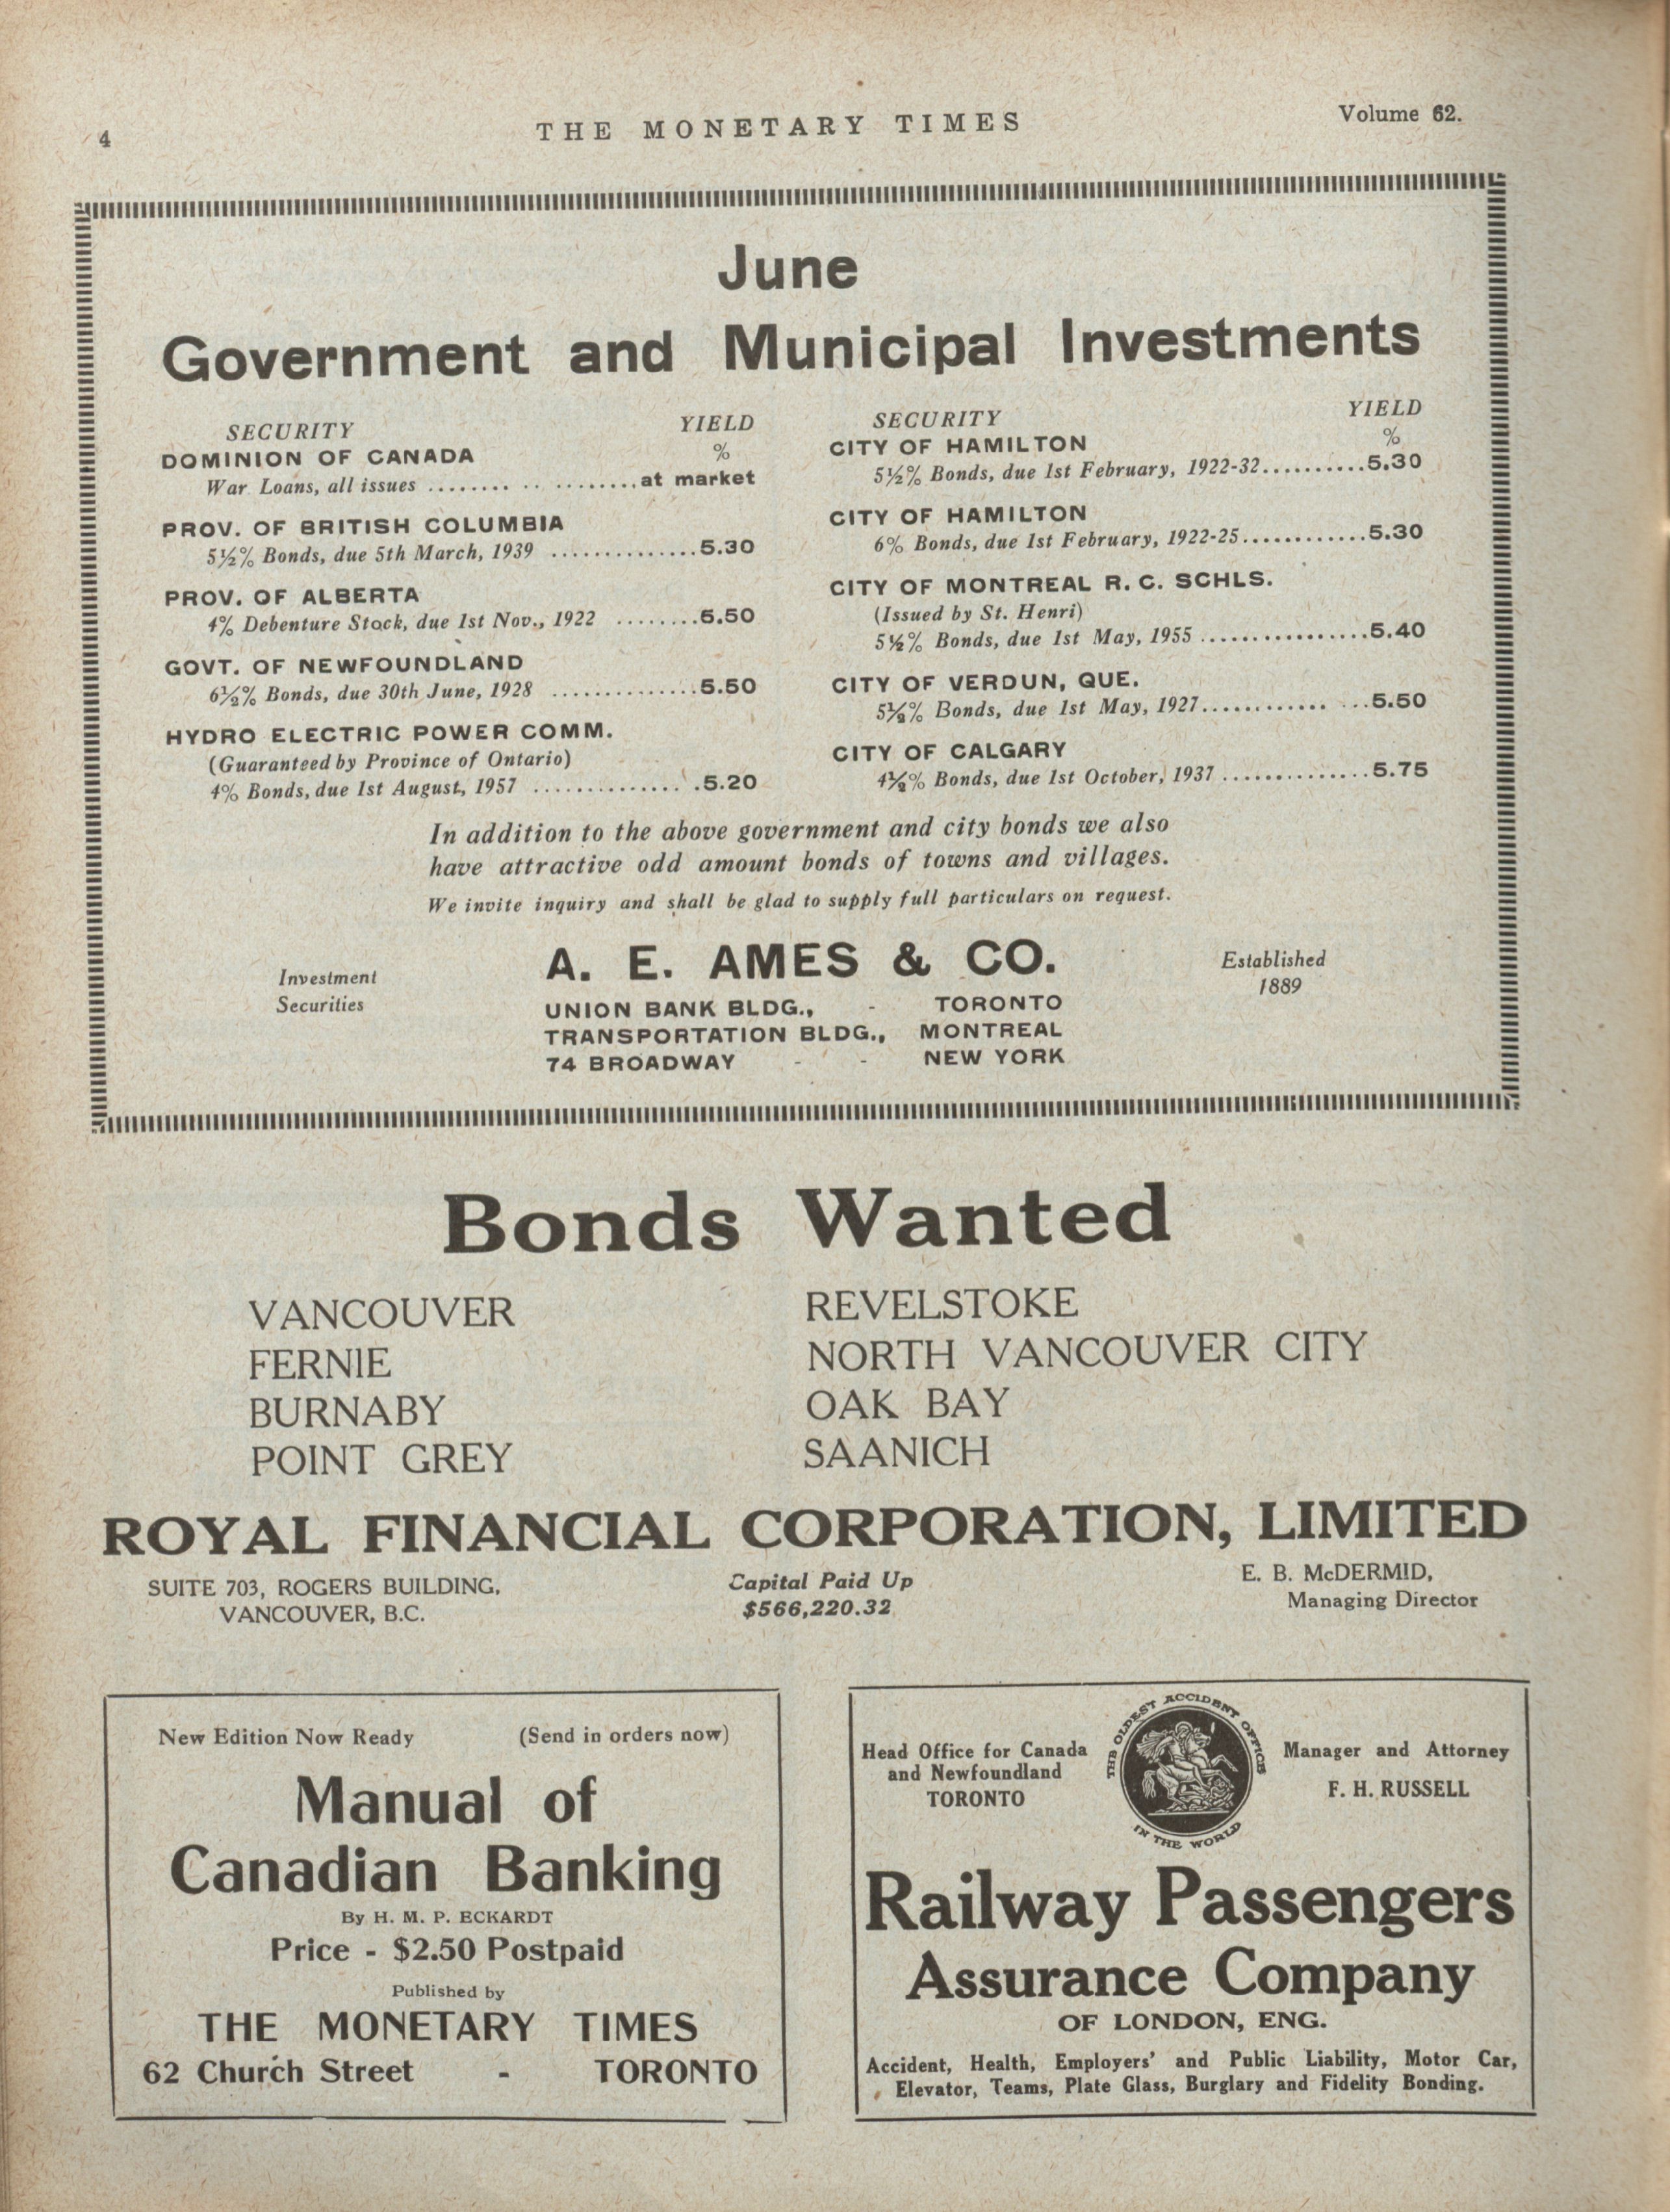 4
THE MONETARY TIMES
Volume 62.
June
Government and Municipal Investments
SECURITY YIELD
%
DOMINION OF CANADA
War Loans, all issues ........ .. ........at market
PROV. OF BRITISH COLUMBIA
5½% Bonds, due 5th March, 1939 ..............5.30
PROV. OF ALBERTA
4% Debenture Stock, due 1st Nov., 1922 ........5.50
GOVT. OF NEWFOUNDLAND
6½% Bonds, due 30th June, 1928 ..............5.50
HYDRO ELECTRIC POWER COMM.
(Guaranteed by Province of Ontario)
4% Bonds, due 1st August, 1957 .............. .5.20
SECURITY YIELD
%
CITY OF HAMILTON
5½% Bonds, due 1st February, 1922-32..........5.30
CITY OF HAMILTON
6% Bonds, due 1st February, 1922-25............5.30
CITY OF MONTREAL R. C. SCHLS.
(Issued by St. Henri)
5½% Bonds, due 1st May, 1955 ................5.40
CITY OF VERDUN, QUE.
5½% Bonds, due 1st May, 1927............ ...5.50
CITY OF CALGARY
4½% Bonds, due 1st October, 1937 ..............5.75
In addition to the above government and city bonds we also
have attractive odd amount bonds of towns and villages.
We invite inquiry and shall be glad to supply full particulars on request.
Investment
Securities
A. E. AMES & CO.
UNION BANK BLDG., - TORONTO
TRANSPORTATION BLDG., MONTREAL
74 BROADWAY - - NEW YORK
Established
1889
Bonds Wanted
VANCOUVER
FERNIE
BURNABY
POINT GREY
REVELSTOKE
NORTH VANCOUVER CITY
OAK BAY
SAANICH
ROYAL FINANCIAL CORPORATION, LIMITED
SUITE 703, ROGERS BUILDING,
VANCOUVER, B.C.
Capital Paid Up
$566,220.32
E. B. McDERMID,
Managing Director
New Edition Now Ready (Send in orders now)
Manual of
Canadian Banking
By H. M. P. ECKARDT
Price - $2.50 Postpaid
Published by
THE MONETARY TIMES
62 Church Street - TORONTO
Head Office for Canada
and Newfoundland
TORONTO
THE OLDEST ACCIDENT OFFICE
IN THE WORLD
Manager and Attorney
F. H. RUSSELL
Railway Passengers
Assurance Company
OF LONDON, ENG.
Accident, Health, Employers' and Public Liability, Motor Car,
Elevator, Teams, Plate Glass, Burglary and Fidelity Bonding.